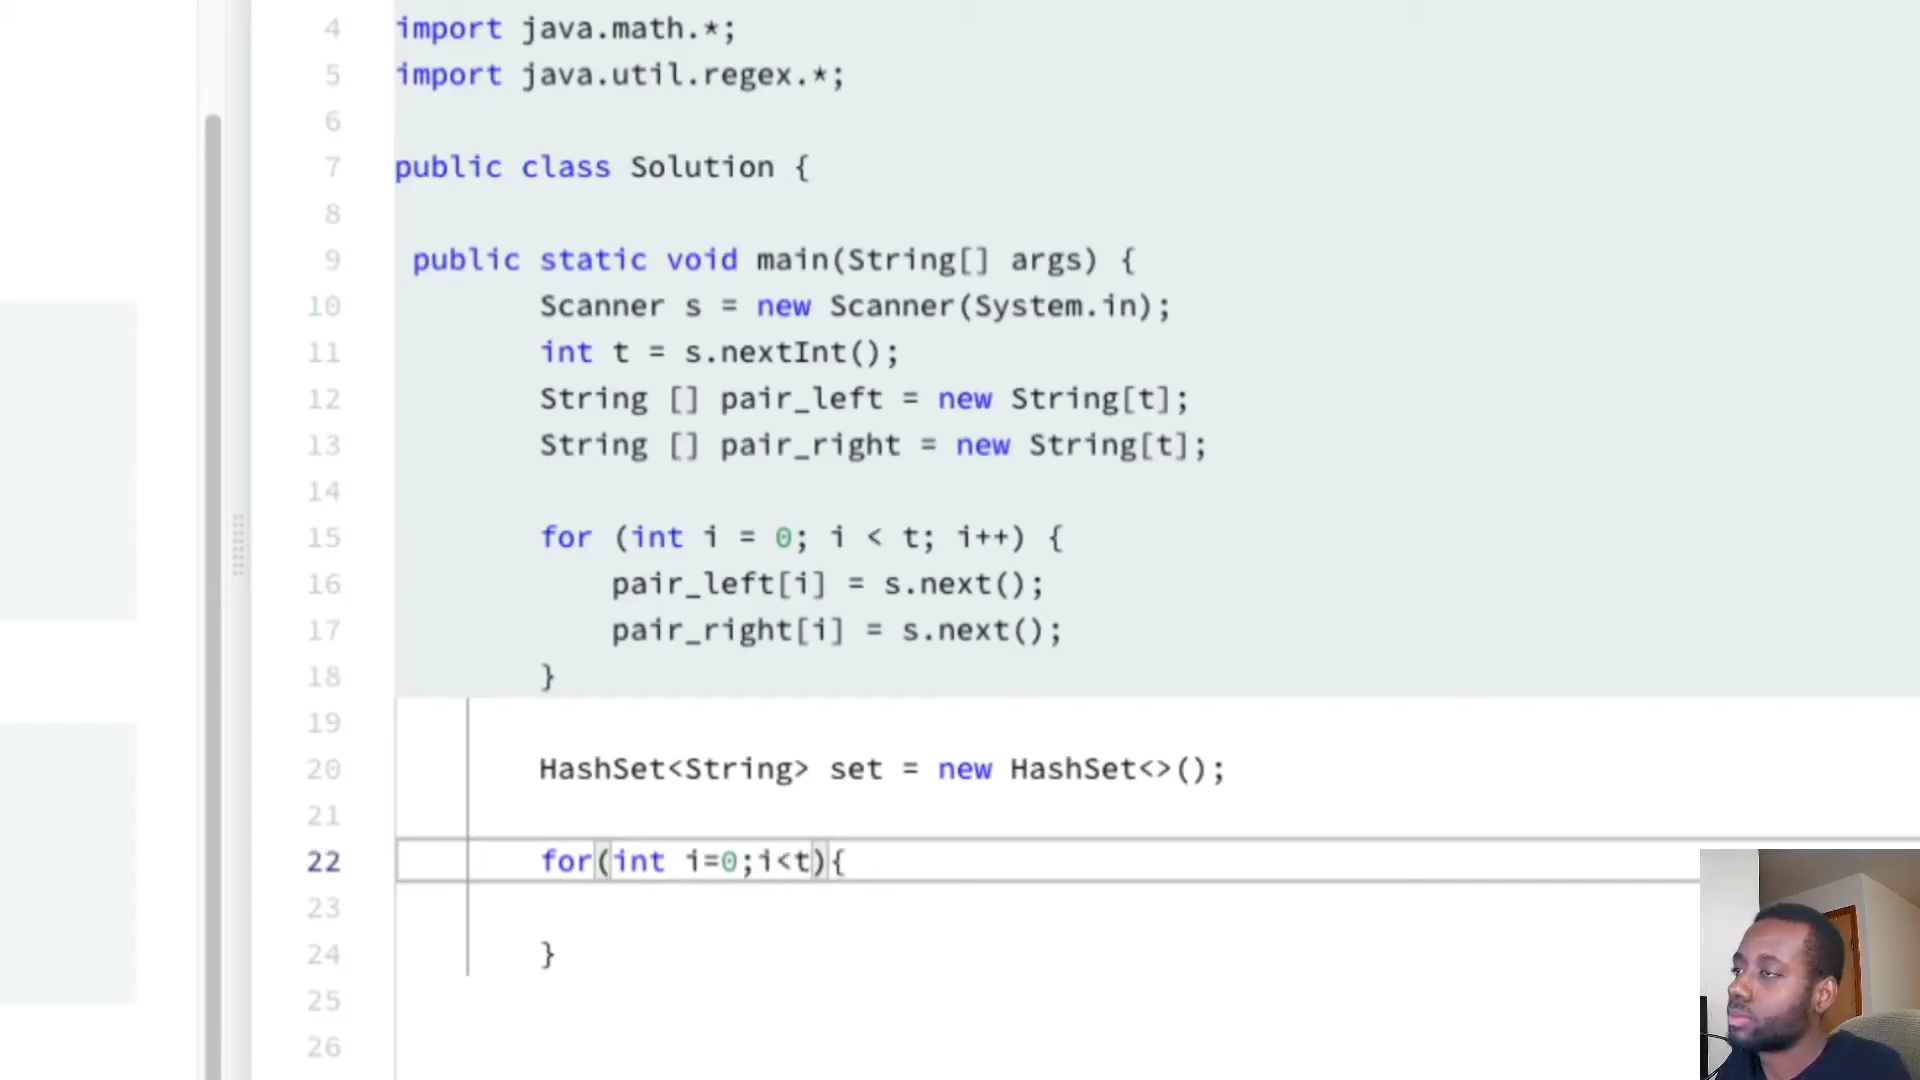 4 import java.math.*;
5 import java.util.regex.*;
6
7 public class Solution {
8
9 public static void main(String[] args) {
10 Scanner s = new Scanner(System.in);
11 int t = s.nextInt();
12 String [] pair_left = new String[t];
13 String [] pair_right = new String[t];
14
15 for (int i = 0; i < t; i++) {
16 pair_left[i] = s.next();
17 pair_right[i] = s.next();
18 }
19
20 HashSet<String> set = new HashSet<>();
21
22 for(int i=0;i<t){
23
24 }
25
26